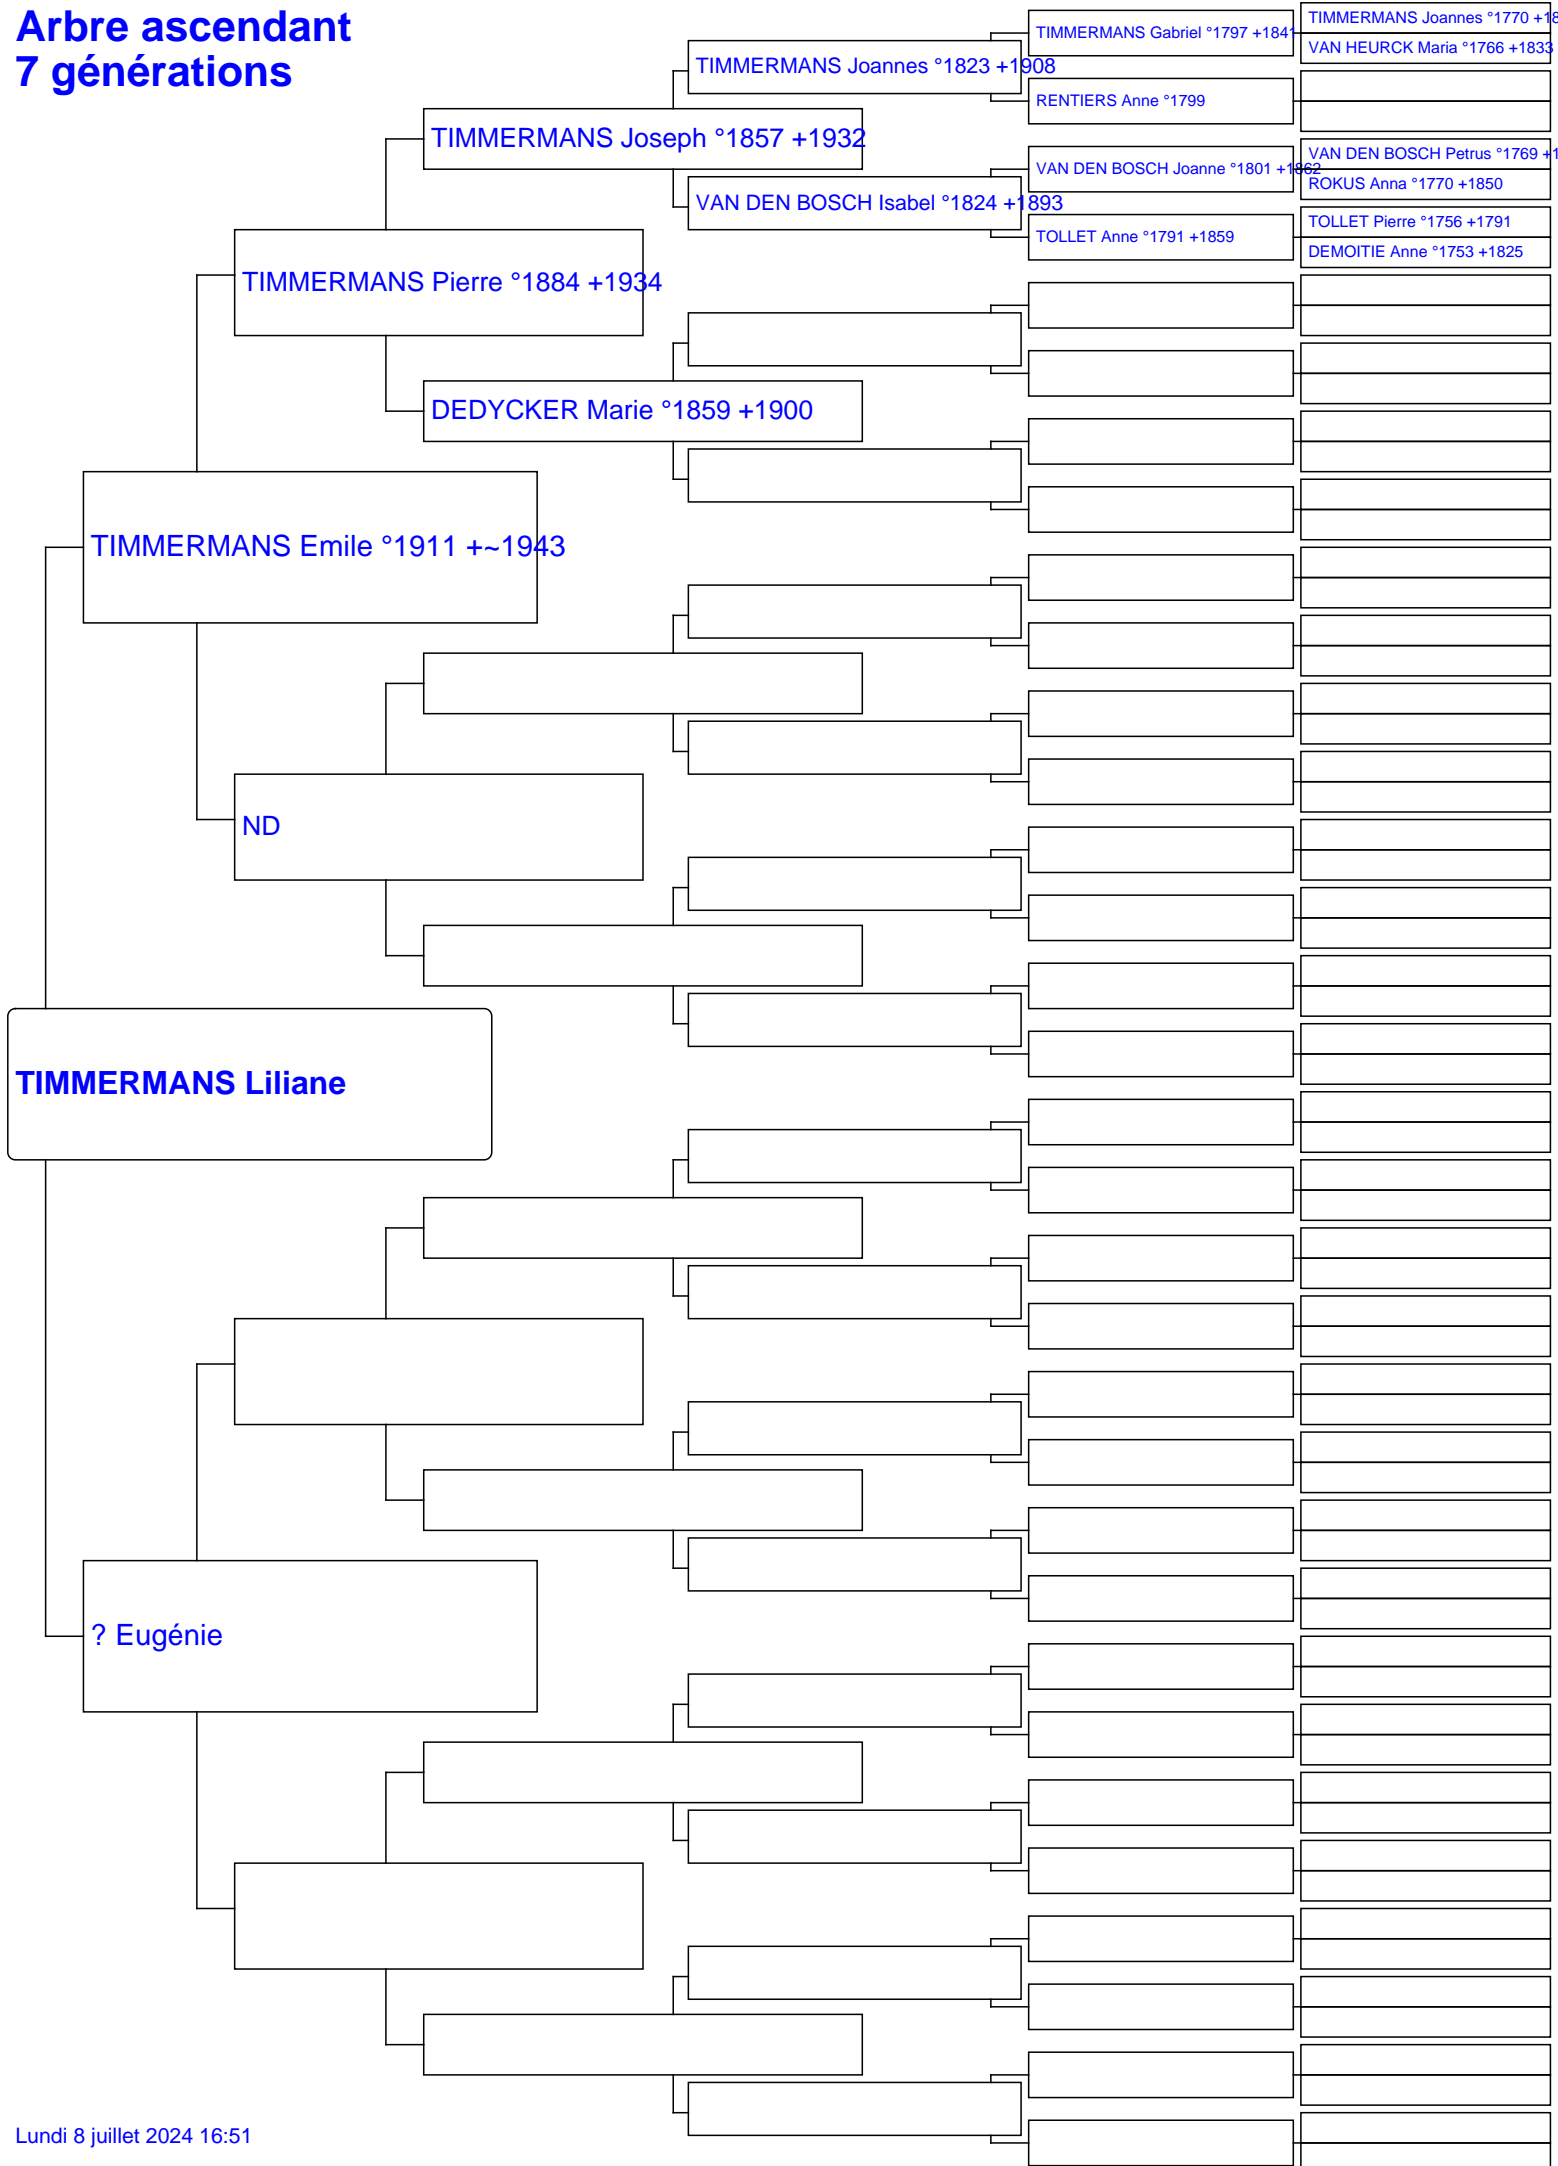 Arbre ascendant
7 générations
TIMMERMANS Liliane
TIMMERMANS Emile °1911 +~1943
? Eugénie
TIMMERMANS Pierre °1884 +1934
ND
TIMMERMANS Joseph °1857 +1932
DEDYCKER Marie °1859 +1900
TIMMERMANS Joannes °1823 +1908
VAN DEN BOSCH Isabel °1824 +1893
TIMMERMANS Gabriel °1797 +1841
RENTIERS Anne °1799
VAN DEN BOSCH Joanne °1801 +1862
TOLLET Anne °1791 +1859
TIMMERMANS Joannes °1770
VAN HEURCK Maria °1766 +1833
VAN DEN BOSCH Petrus °1769
ROKUS Anna °1770 +1850
TOLLET Pierre °1756 +1791
DEMOITIE Anne °1753 +1825
Lundi 8 juillet 2024 16:51